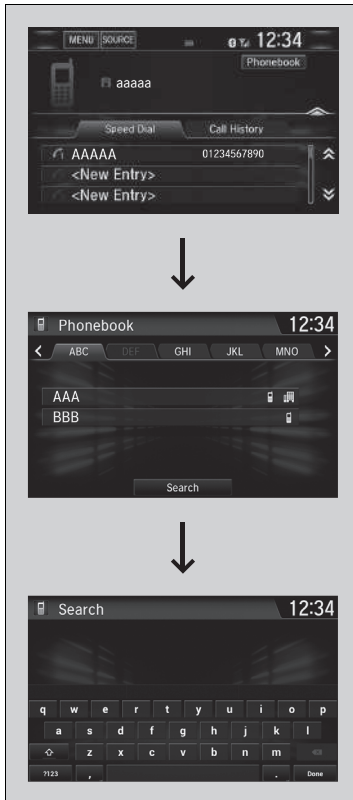 MENU SOURCE 12:34
Phonebook
aaaaa
Speed Dial Call History
AAAAA 01234567890
<New Entry>
<New Entry>
Phonebook 12:34
ABC DEF GHI JKL MNO
AAA
BBB
Search
Search 12:34
q w e r t y u i o p
a s d f g h j k l
z x c v b n m
?123 , . Done